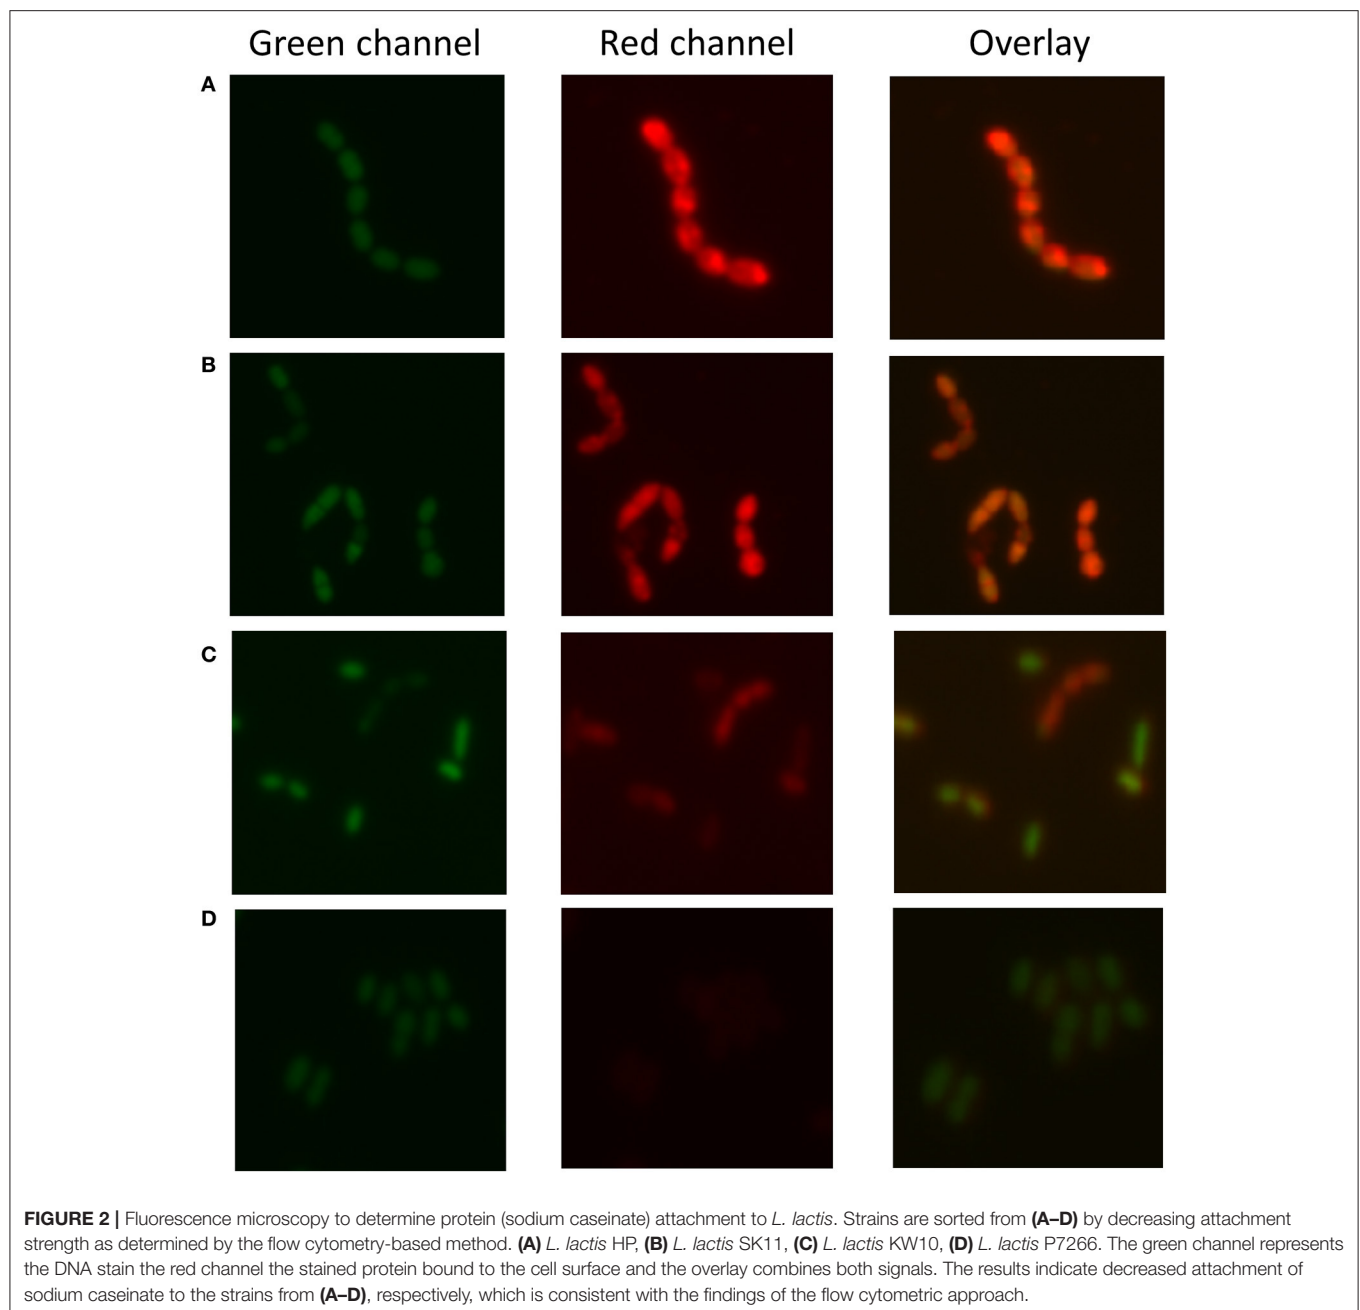 Green channel Red channel Overlay
A
B
C
D
FIGURE 2 | Fluorescence microscopy to determine protein (sodium caseinate) attachment to L. lactis. Strains are sorted from (A–D) by decreasing attachment
strength as determined by the flow cytometry-based method. (A) L. lactis HP, (B) L. lactis SK11, (C) L. lactis KW10, (D) L. lactis P7266. The green channel represents
the DNA stain the red channel the stained protein bound to the cell surface and the overlay combines both signals. The results indicate decreased attachment of
sodium caseinate to the strains from (A–D), respectively, which is consistent with the findings of the flow cytometric approach.